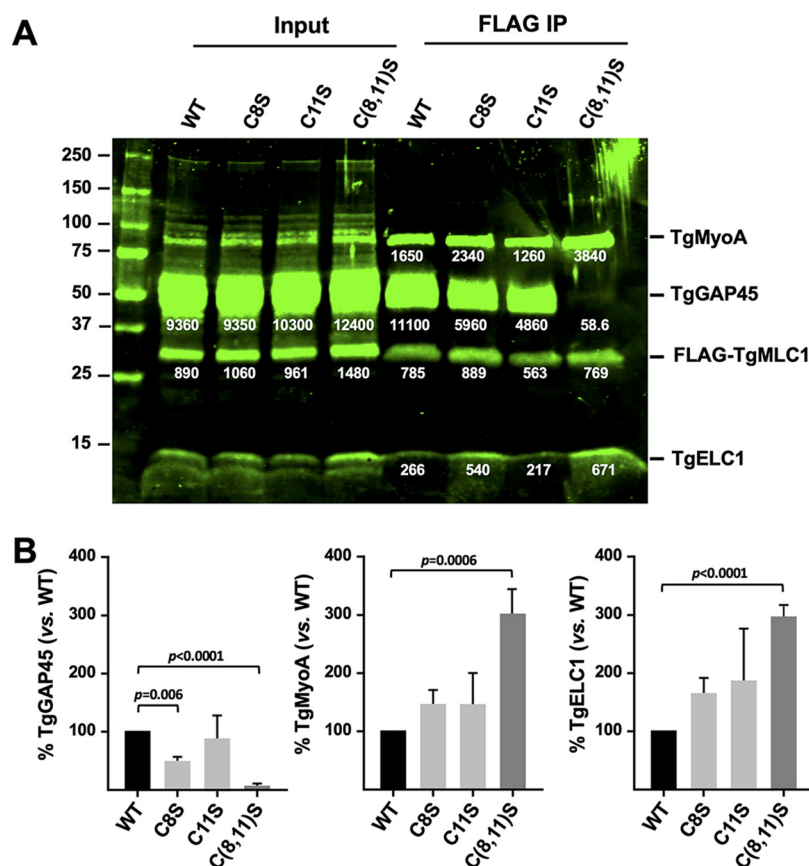 A
Input
FLAG IP
WT C8S C11S C(8,11)S WT C8S C11S C(8,11)S
250
150
100
75
50
37
25
15
1650 2340 1260 3840
TgMyoA
9360 9350 10300 12400 11100 5960 4860 58.6
TgGAP45
890 1060 961 1480 785 889 563 769
FLAG-TgMLC1
266 540 217 671
TgELC1
B
% TgGAP45 (vs. WT)
400
300
200
100
p<0.0001
p=0.006
WT C8S C11S C(8,11)S
% TgMyoA (vs. WT)
400
300
200
100
p=0.0006
WT C8S C11S C(8,11)S
% TgELC1 (vs. WT)
400
300
200
100
p<0.0001
WT C8S C11S C(8,11)S